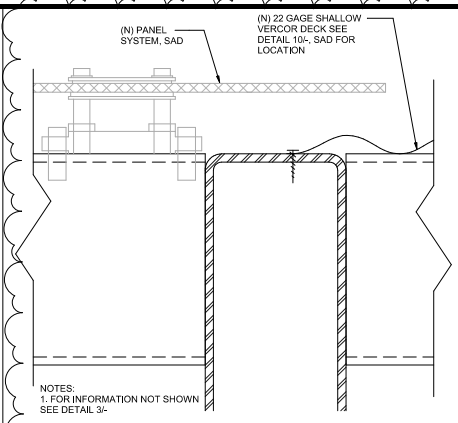 (N) PANEL
SYSTEM, SAD
(N) 22 GAGE SHALLOW
VERCOR DECK SEE
DETAIL 10/-, SAD FOR
LOCATION
NOTES:
1. FOR INFORMATION NOT SHOWN
SEE DETAIL 3/-